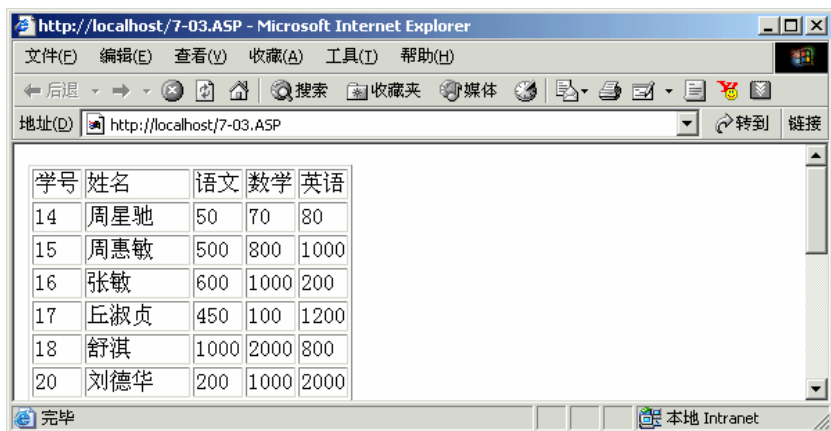 http://localhost/7-03.ASP - Microsoft Internet Explorer
文件(F) 编辑(E) 查看(V) 收藏(A) 工具(T) 帮助(H)
后退 搜索 收藏夹 媒体
地址(D) http://localhost/7-03.ASP 转到 链接
学号 姓名 语文 数学 英语
14 周星驰 50 70 80
15 周惠敏 500 800 1000
16 张敏 600 1000 200
17 丘淑贞 450 100 1200
18 舒淇 1000 2000 800
20 刘德华 200 1000 2000
完毕 本地 Intranet